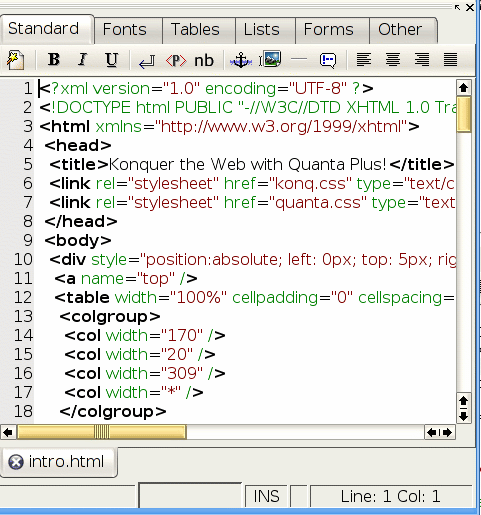 Standard Fonts Tables Lists Forms Other
B I U <P> nb
1 <?xml version="1.0" encoding="UTF-8" ?>
2 <!DOCTYPE html PUBLIC "-//W3C//DTD XHTML 1.0 Tra
3 <html xmlns="http://www.w3.org/1999/xhtml">
4 <head>
5 <title>Konquer the Web with Quanta Plus!</title>
6 <link rel="stylesheet" href="konq.css" type="text/c
7 <link rel="stylesheet" href="quanta.css" type="text
8 </head>
9 <body>
10 <div style="position:absolute; left: 0px; top: 5px; rig
11 <a name="top" />
12 <table width="100%" cellpadding="0" cellspacing=
13 <colgroup>
14 <col width="170" />
15 <col width="20" />
16 <col width="309" />
17 <col width="*" />
18 </colgroup>
intro.html
INS Line: 1 Col: 1